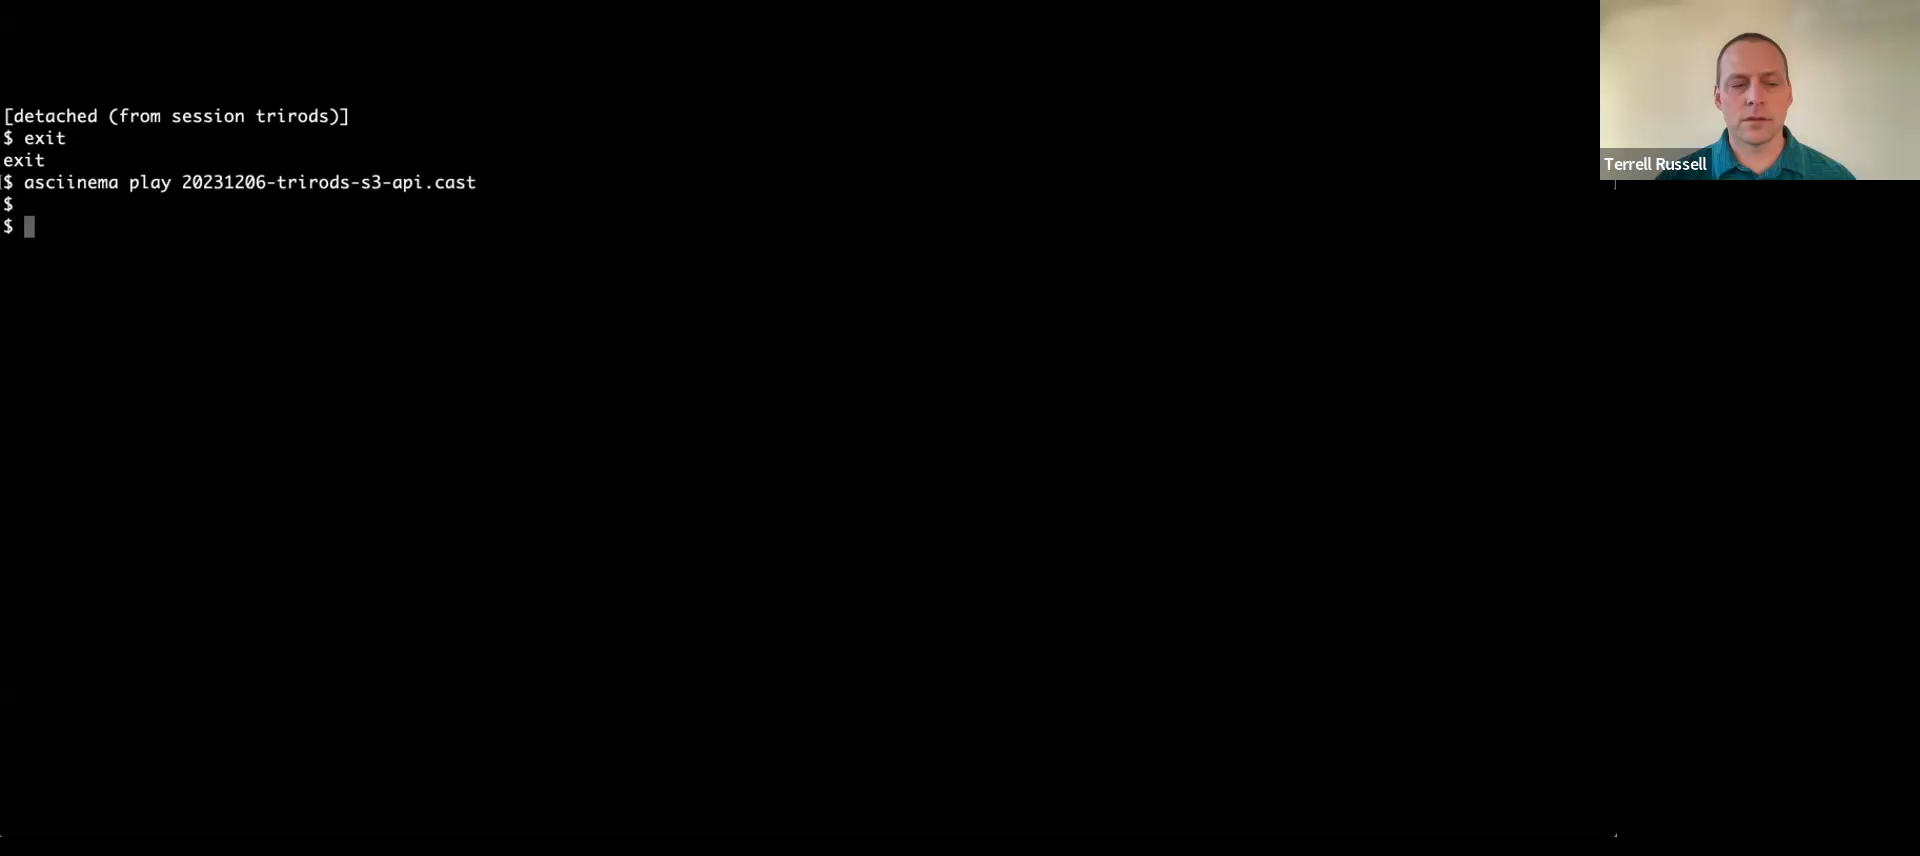 [detached (from session trirods)]
$ exit
exit
$ asciinema play 20231206-trirods-s3-api.cast
$
$
Terrell Russell